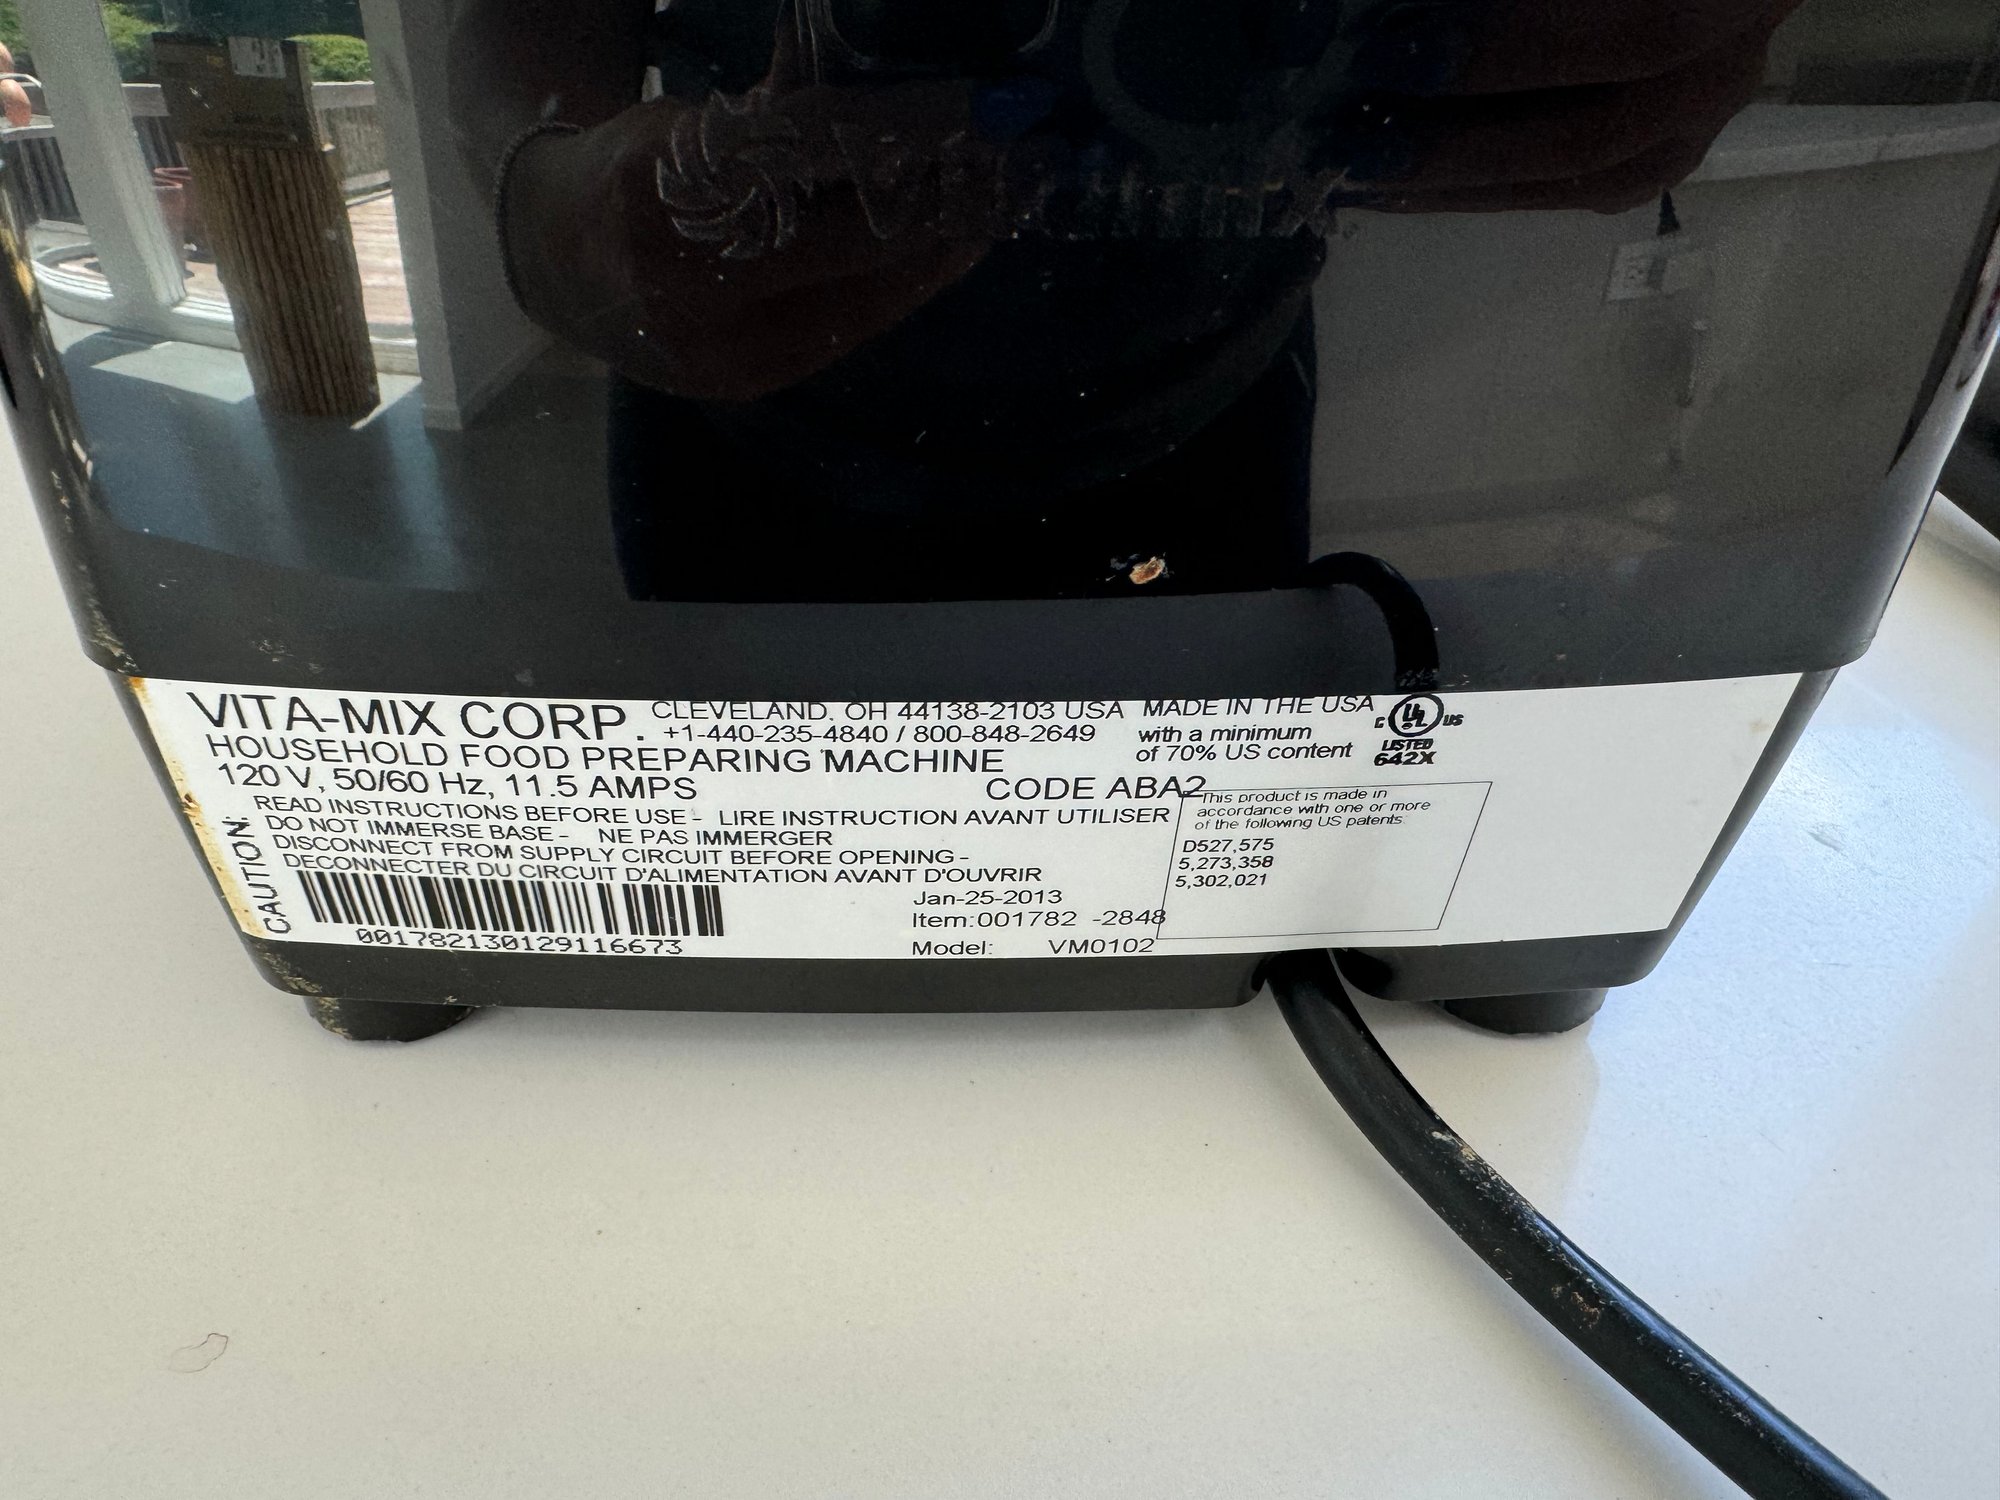 VITA-MIX CORP.
CLEVELAND, OH 44138-2103 USA
+1-440-235-4840 / 800-848-2649
MADE IN THE USA
with a minimum
of 70% US content
C UL US
LISTED
642X
HOUSEHOLD FOOD PREPARING MACHINE
120 V, 50/60 Hz, 11.5 AMPS
CODE ABA2
CAUTION:
READ INSTRUCTIONS BEFORE USE - LIRE INSTRUCTION AVANT UTILISER
DO NOT IMMERSE BASE - NE PAS IMMERGER
DISCONNECT FROM SUPPLY CIRCUIT BEFORE OPENING -
DECONNECTER DU CIRCUIT D'ALIMENTATION AVANT D'OUVRIR
This product is made in
accordance with one or more
of the following US patents
D527,575
5,273,358
5,302,021
001782130129116673
Jan-25-2013
Item:001782 -2848
Model: VM0102